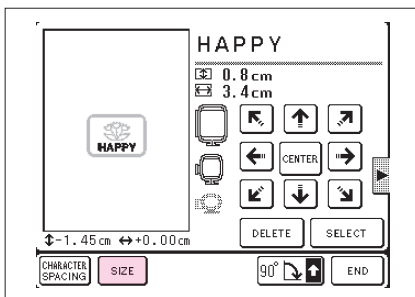 HAPPY
0.8cm
3.4cm
HAPPY
CENTER
-1.45cm ↔+0.00cm
DELETE
SELECT
CHARACTER
SPACING
SIZE
90°
END